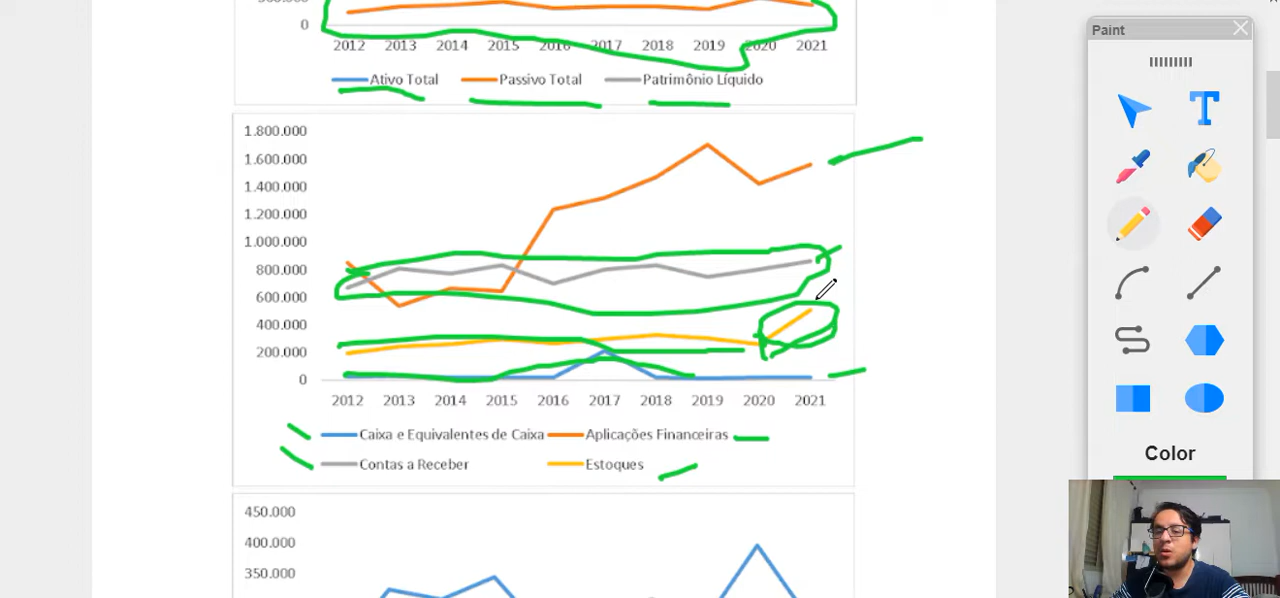 0
2012 2013 2014 2015 2016 2017 2018 2019 2020 2021
Ativo Total Passivo Total Patrimônio Líquido
1.800.000
1.600.000
1.400.000
1.200.000
1.000.000
800.000
600.000
400.000
200.000
0
2012 2013 2014 2015 2016 2017 2018 2019 2020 2021
Caixa e Equivalentes de Caixa Aplicações Financeiras
Contas a Receber Estoques
450.000
400.000
350.000
Paint
T
Color